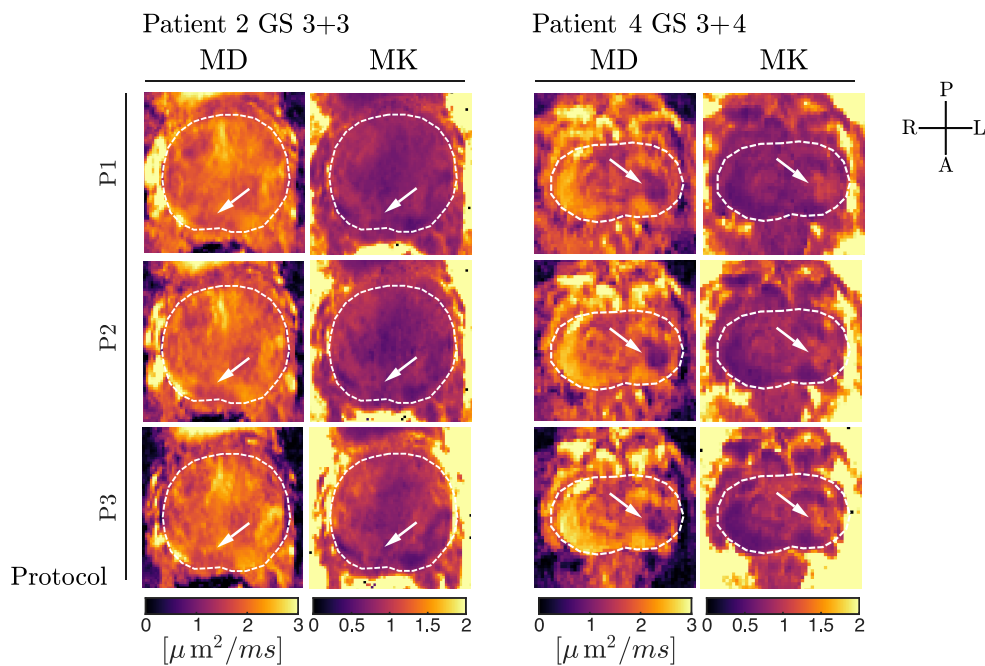 Patient 2 GS 3+3
Patient 4 GS 3+4
MD
MK
MD
MK
P
R
L
A
P1
P2
P3
Protocol
0 1 2 3
0 0.5 1 1.5 2
0 1 2 3
0 0.5 1 1.5 2
[μ m²/ms]
[μ m²/ms]